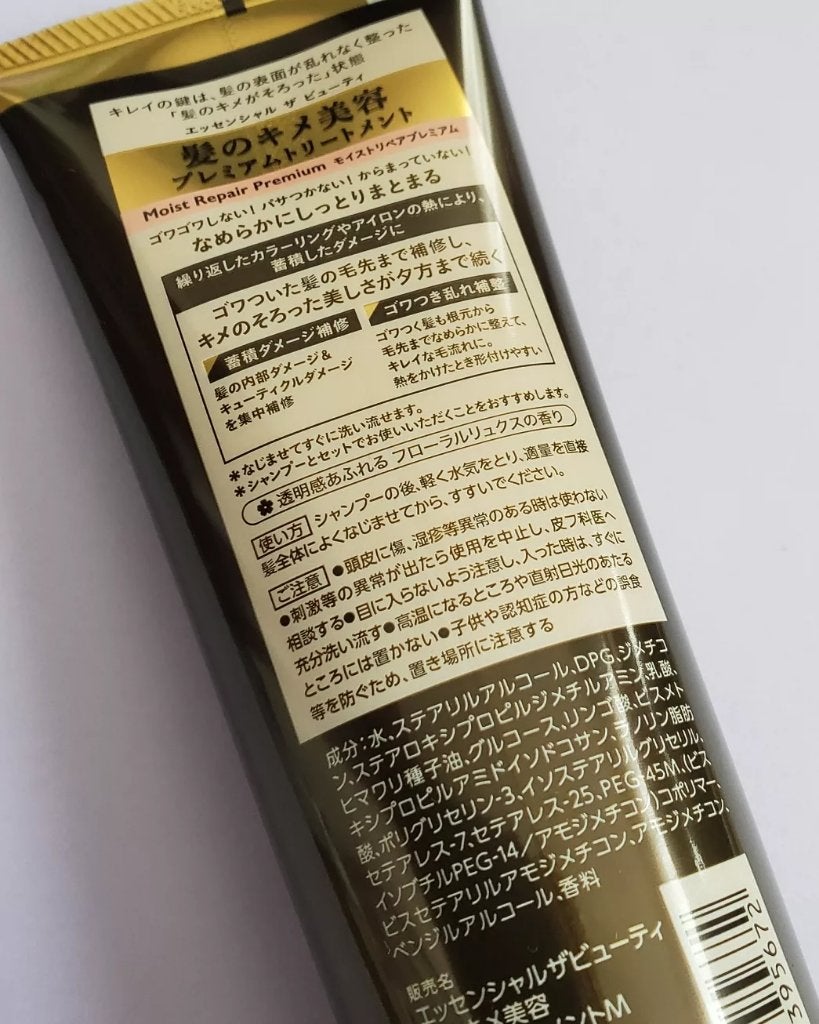 キレイの鍵は、髪の表面が乱れなく整った
「髪のキメがそろった」状態
エッセンシャル ザ ビューティ
髪のキメ美容
プレミアムトリートメント
Moist Repair Premium モイストリペアプレミアム
ゴワゴワしない! パサつかない! からまっていない!
なめらかにしっとりまとまる
繰り返したカラーリングやアイロンの熱により、
蓄積したダメージに
ゴワついた髪の毛先まで補修し、
キメのそろった美しさが夕方まで続く
蓄積ダメージ補修
髪の内部ダメージ&
キューティクルダメージ
を集中補修
ゴワつき乱れ補整
ゴワつく髪も根元から
毛先までなめらかに整えて、
キレイな毛流れに。
熱をかけたとき形付けやすい
*なじませてすぐに洗い流せます。
*シャンプーとセットでお使いいただくことをおすすめします。
透明感あふれる フローラルリュクスの香り
使い方 シャンプーの後、軽く水気をとり、適量を直接
髪全体によくなじませてから、すすいでください。
ご注意 ●頭皮に傷、湿疹等異常のある時は使わない
●刺激等の異常が出たら使用を中止し、皮フ科医へ
相談する●目に入らないよう注意し、入った時は、すぐに
充分洗い流す●高温になるところや直射日光のあたる
ところには置かない●子供や認知症の方などの誤食
等を防ぐため、置き場所に注意する
成分:水、ステアリルアルコール、DPG、ジメチコ
ン、ステアロキシプロピルジメチルアミン、乳酸、
ヒマワリ種子油、グルコース、リンゴ酸、ビスメト
キシプロピルアミドイソドコサン、ラノリン脂肪
酸、ポリグリセリン-3、イソステアリルグリセリル、
セテアレス-7、セテアレス-25、PEG-45M、(ビス
イソブチルPEG-14/アモジメチコン)コポリマー、
ビスセテアリルアモジメチコン、アモジメチコン、
ベンジルアルコール、香料
販売名
エッセンシャルザビューティ
キメ美容
メントM
395672